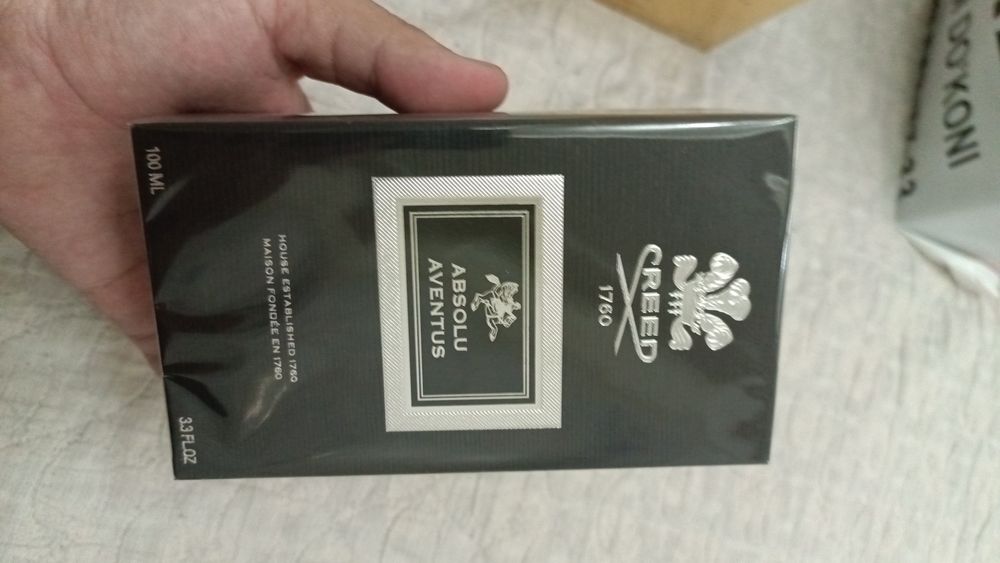 CREED
1760
ABSOLU
AVENTUS
HOUSE ESTABLISHED 1760
MAISON FONDÉE EN 1760
100 ML
3.3 FL.OZ